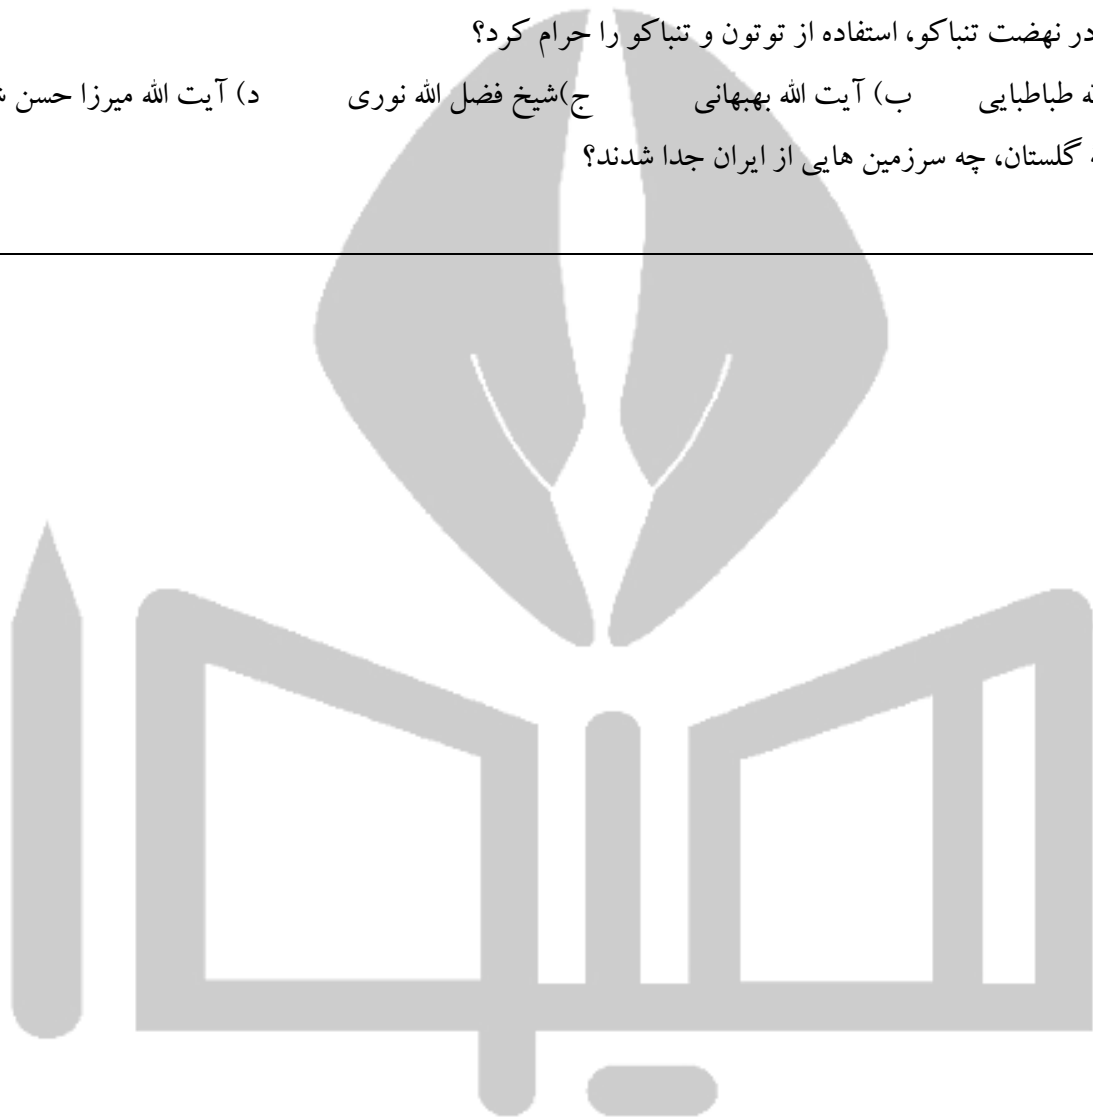 در نهضت تنباکو، استفاده از توتون و تنباکو را حرام کرد؟
طباطبایی ب) آیت الله بهبهانی ج)شیخ فضل الله نوری د) آیت الله میرزا حسن
گلستان، چه سرزمین هایی از ایران جدا شدند؟